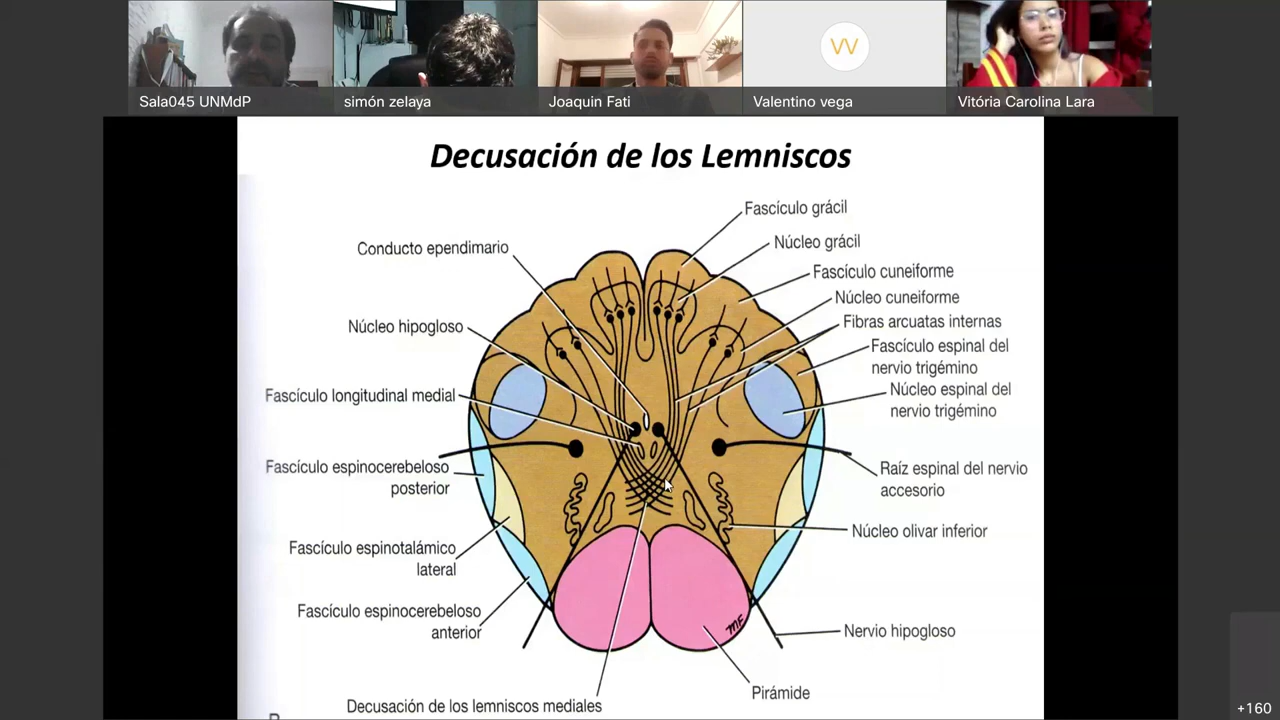 Sala045 UNMdP
simón zelaya
Joaquin Fati
VV
Valentino vega
Vitória Carolina Lara
Decusación de los Lemniscos
Fascículo grácil
Núcleo grácil
Conducto ependimario
Fascículo cuneiforme
Núcleo cuneiforme
Fibras arcuatas internas
Núcleo hipogloso
Fascículo espinal del
nervio trigémino
Núcleo espinal del
nervio trigémino
Fascículo longitudinal medial
Fascículo espinocerebeloso
posterior
Raíz espinal del nervio
accesorio
Núcleo olivar inferior
Fascículo espinotalámico
lateral
Fascículo espinocerebeloso
anterior
MF
Nervio hipogloso
Pirámide
Decusación de los lemniscos mediales
+160